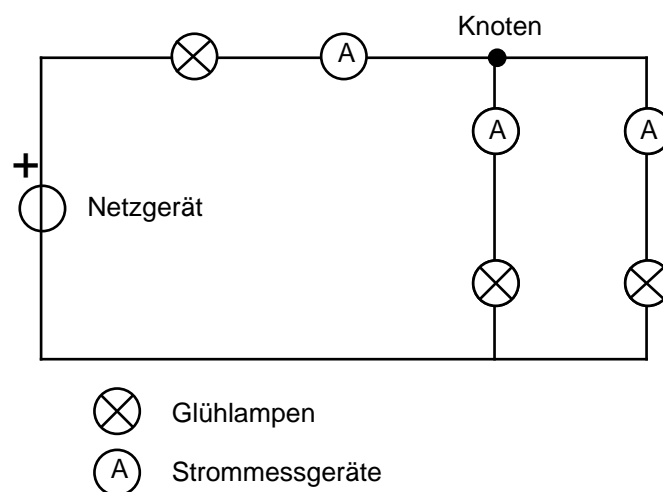 Knoten
A
A
A
+
Netzgerät
Glühlampen
A
Strommessgeräte